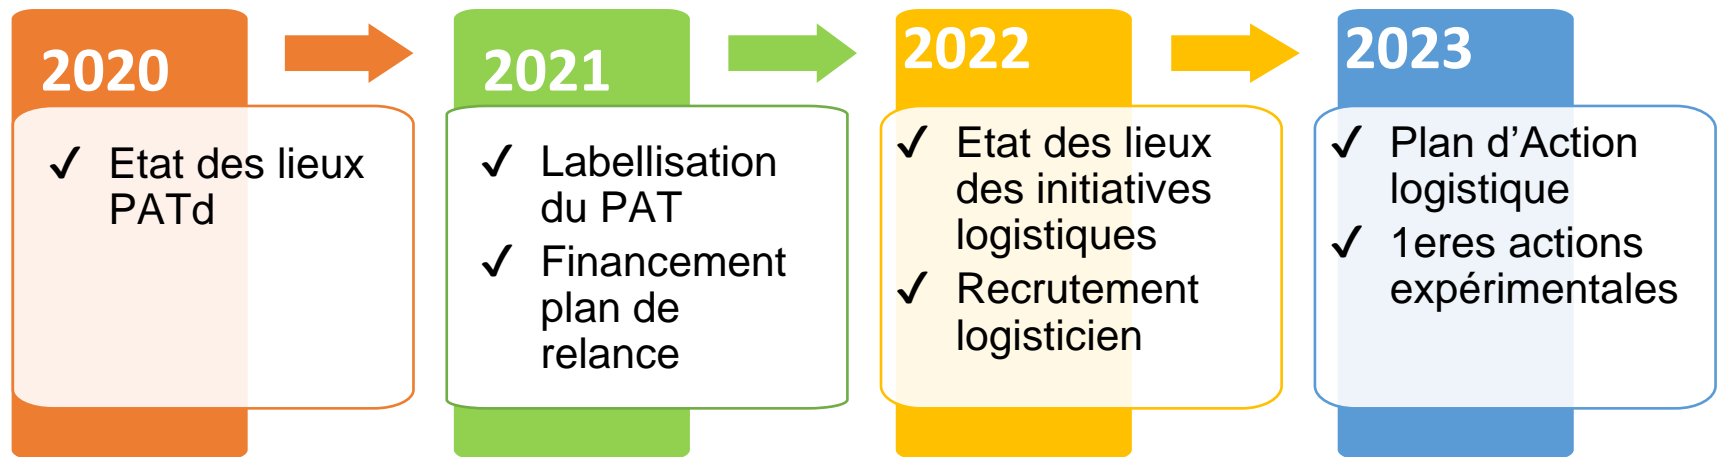 2020
✓ Etat des lieux
PATd
2021
✓ Labellisation
du PAT
✓ Financement
plan de
relance
2022
✓ Etat des lieux
des initiatives
logistiques
✓ Recrutement
logisticien
2023
✓ Plan d’Action
logistique
✓ 1eres actions
expérimentales